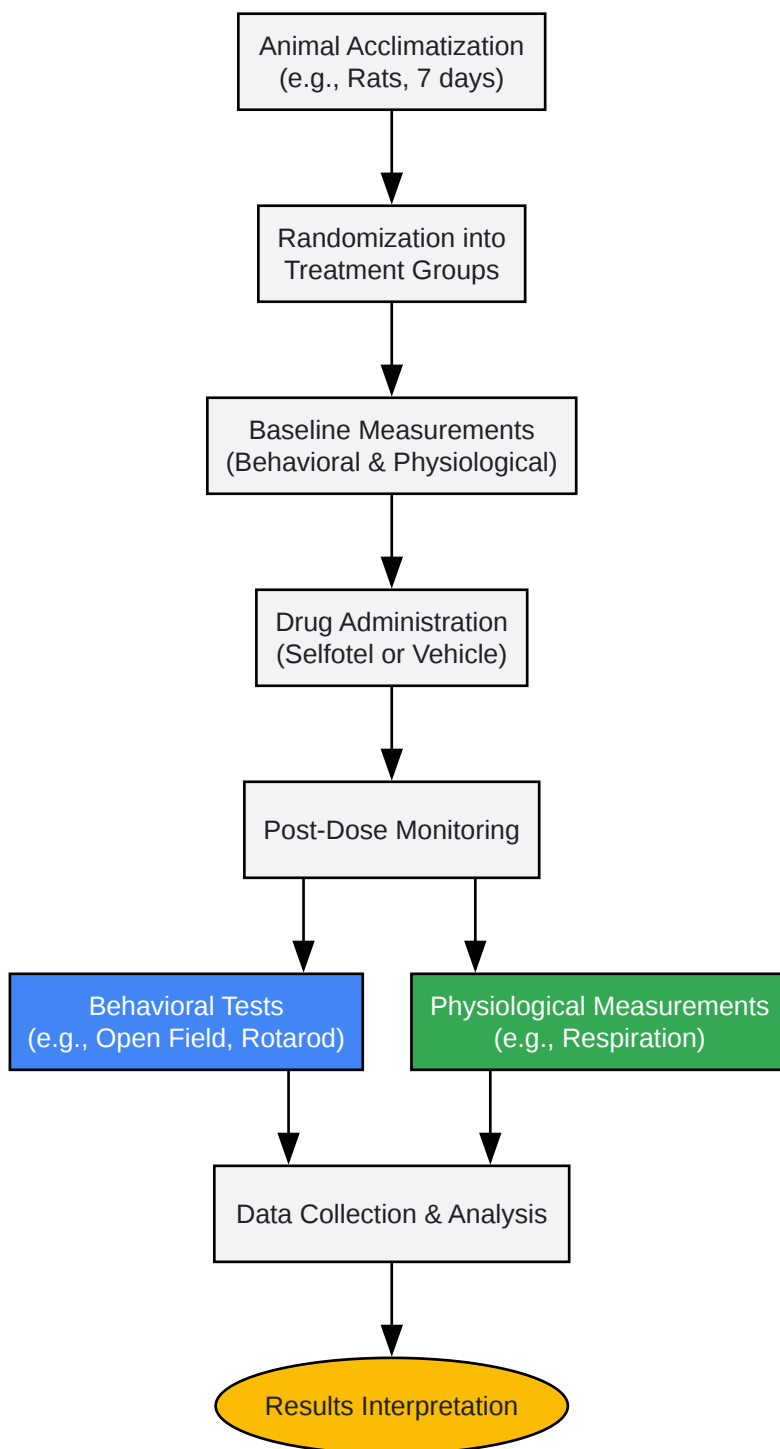 Animal Acclimatization
(e.g., Rats, 7 days)
Randomization into
Treatment Groups
Baseline Measurements
(Behavioral & Physiological)
Drug Administration
(Selfotel or Vehicle)
Post-Dose Monitoring
Behavioral Tests
(e.g., Open Field, Rotarod)
Physiological Measurements
(e.g., Respiration)
Data Collection & Analysis
Results Interpretation